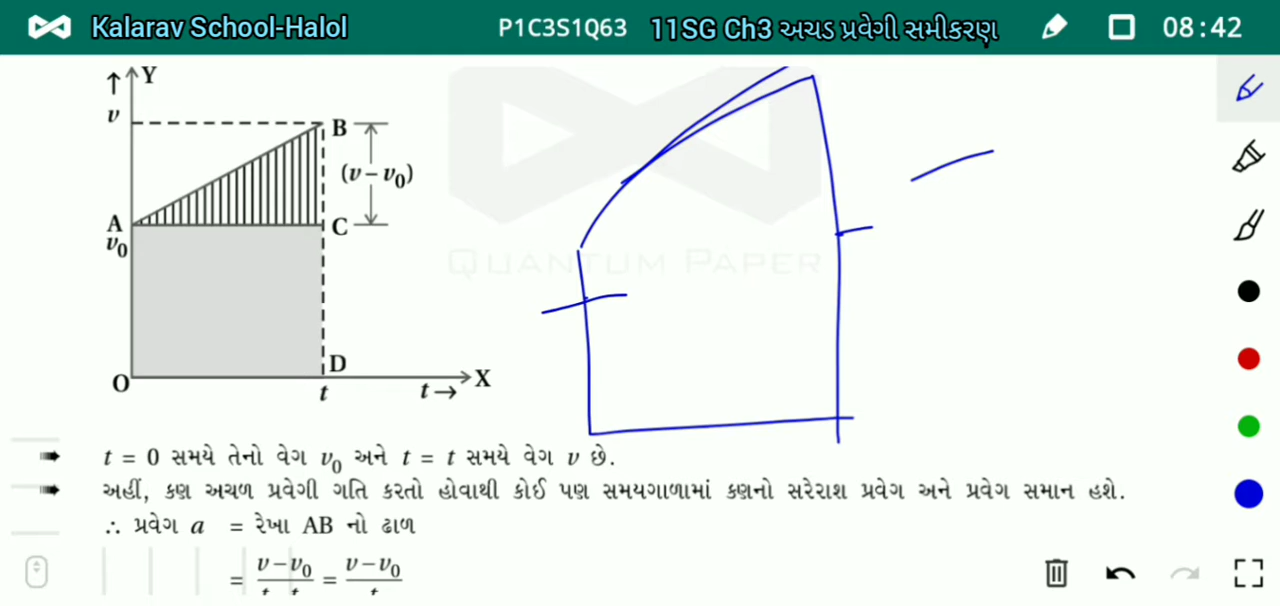 Kalarav School-Halol P1C3S1Q63 11SG Ch3 અચડ પ્રવેગી સમીકરણ 08:42
Y
v
B
(v – v₀)
A
C
v₀
QUANTUM PAPER
D
O
t
t→
X
t = 0 સમયે તેનો વેગ v₀ અને t = t સમયે વેગ v છે.
અહીં, કણ અચળ પ્રવેગી ગતિ કરતો હોવાથી કોઈ પણ સમયગાળામાં કણનો સરેરાશ પ્રવેગ અને પ્રવેગ સમાન હશે.
∴ પ્રવેગ a = રેખા AB નો ઢાળ
= v – v₀ / t t = v – v₀ / t